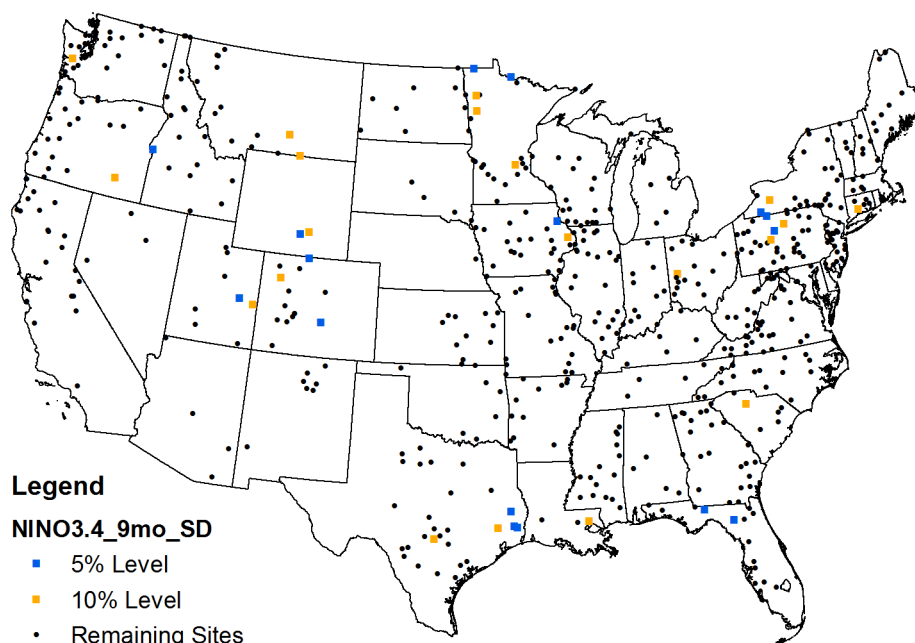 Legend
NINO3.4_9mo_SD
5% Level
10% Level
Remaining Sites